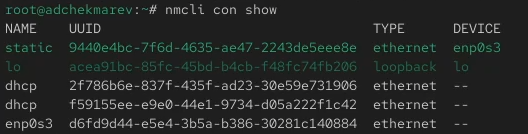 root@adchekmarev:~# nmcli con show
NAME    UUID                                  TYPE      DEVICE
static  9440e4bc-7f6d-4635-ae47-2243de5eee8e  ethernet  enp0s3
lo      acea91bc-85fc-45bd-b4cb-f48fc74fb206  loopback  lo
dhcp    2f786b6e-837f-435f-ad23-30e59e731906  ethernet  --
dhcp    f59155ee-e9e0-44e1-9734-d05a222f1c42  ethernet  --
enp0s3  d6fd9d44-e5e4-3b5a-b386-30281c140884  ethernet  --